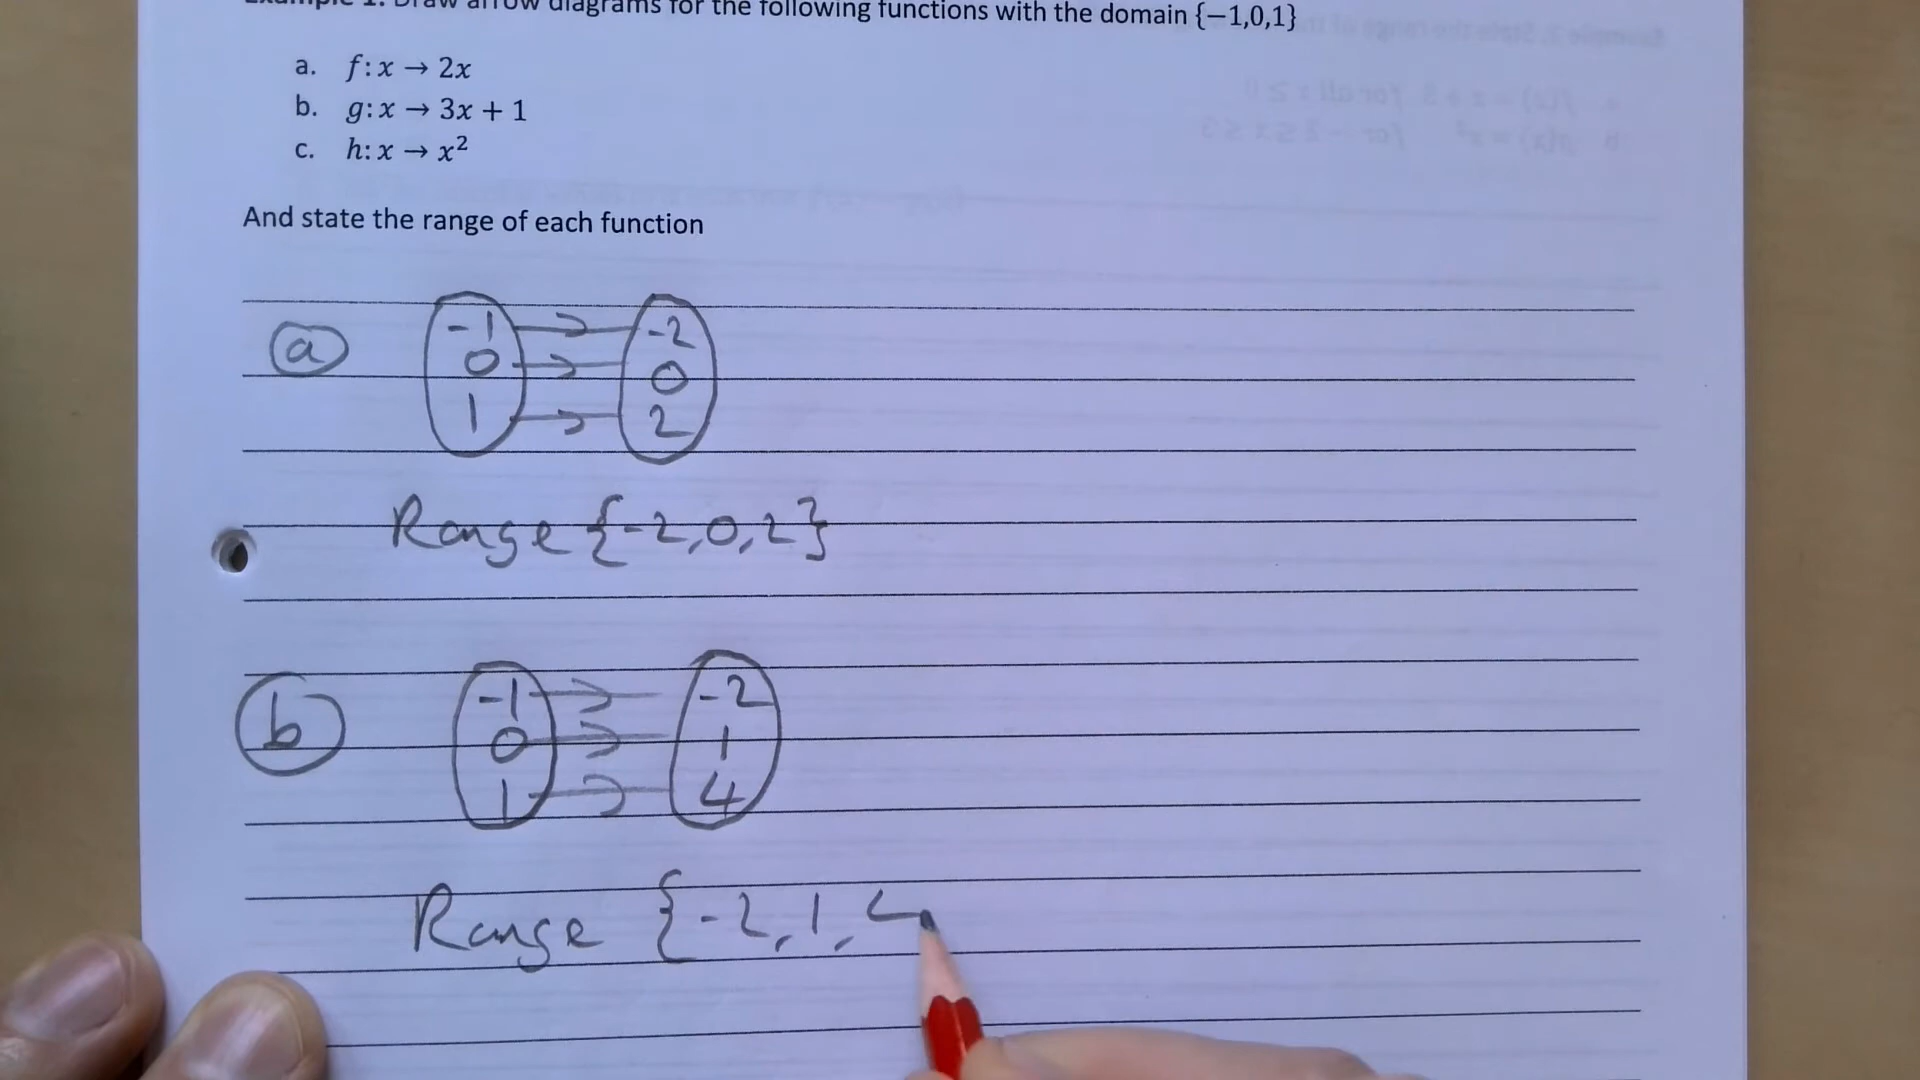 Example 1. Draw arrow diagrams for the following functions with the domain {−1,0,1}
a. f: x → 2x
b. g: x → 3x + 1
c. h: x → x²
And state the range of each function
a
-1 → -2
0 → 0
1 → 2
Range {-2,0,2}
b
-1 → -2
0 → 1
1 → 4
Range {-2, 1, 4